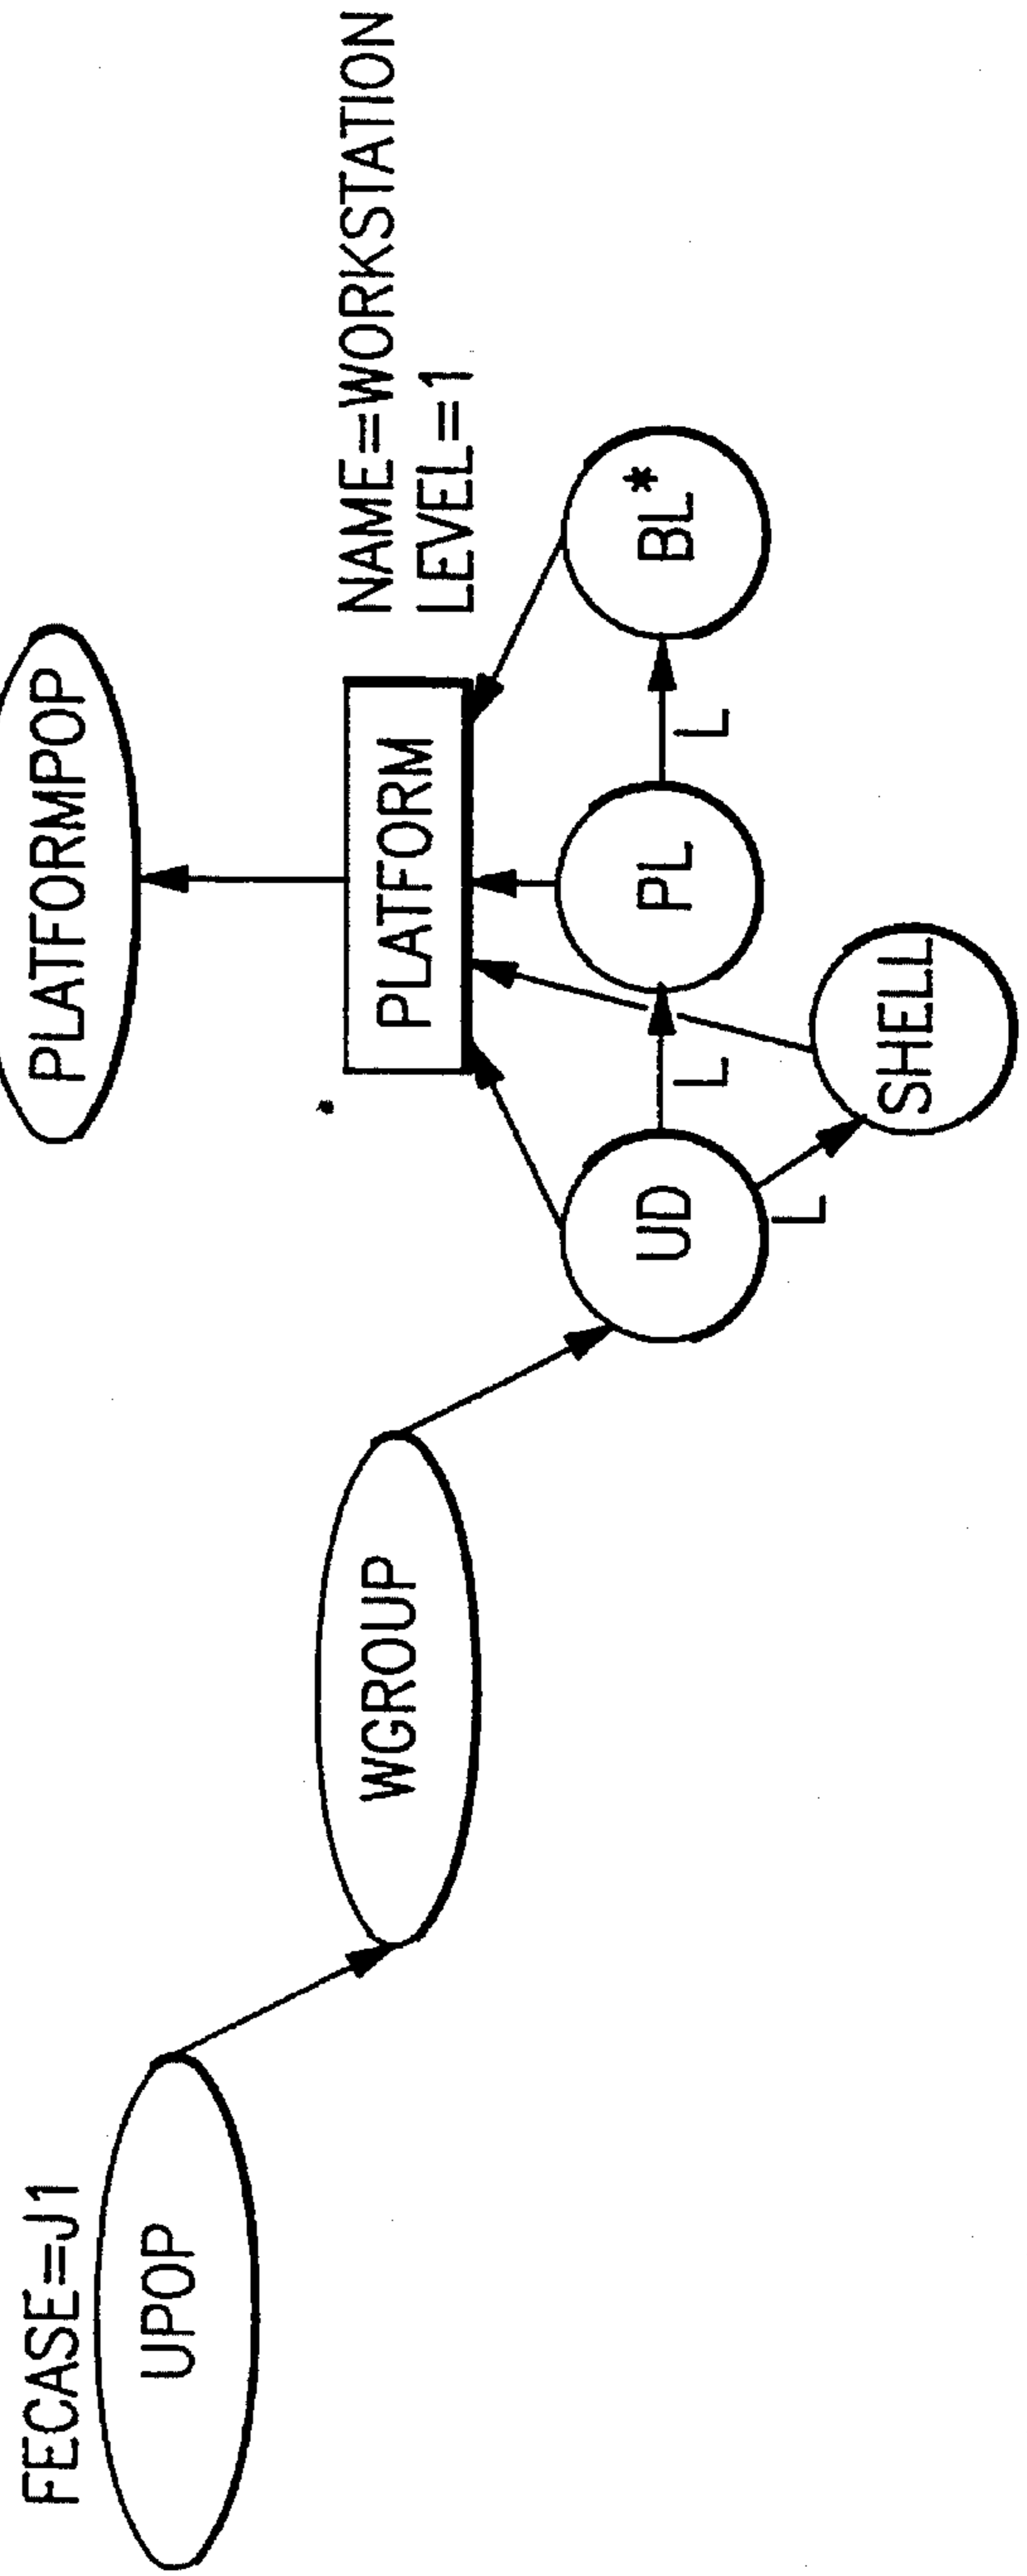 FECASE=J1
UPOP
WGROUP
PLATFORMPOP
PLATFORM
NAME=WORKSTATION
LEVEL=1
UD
L
PL
L
BL*
L
SHELL